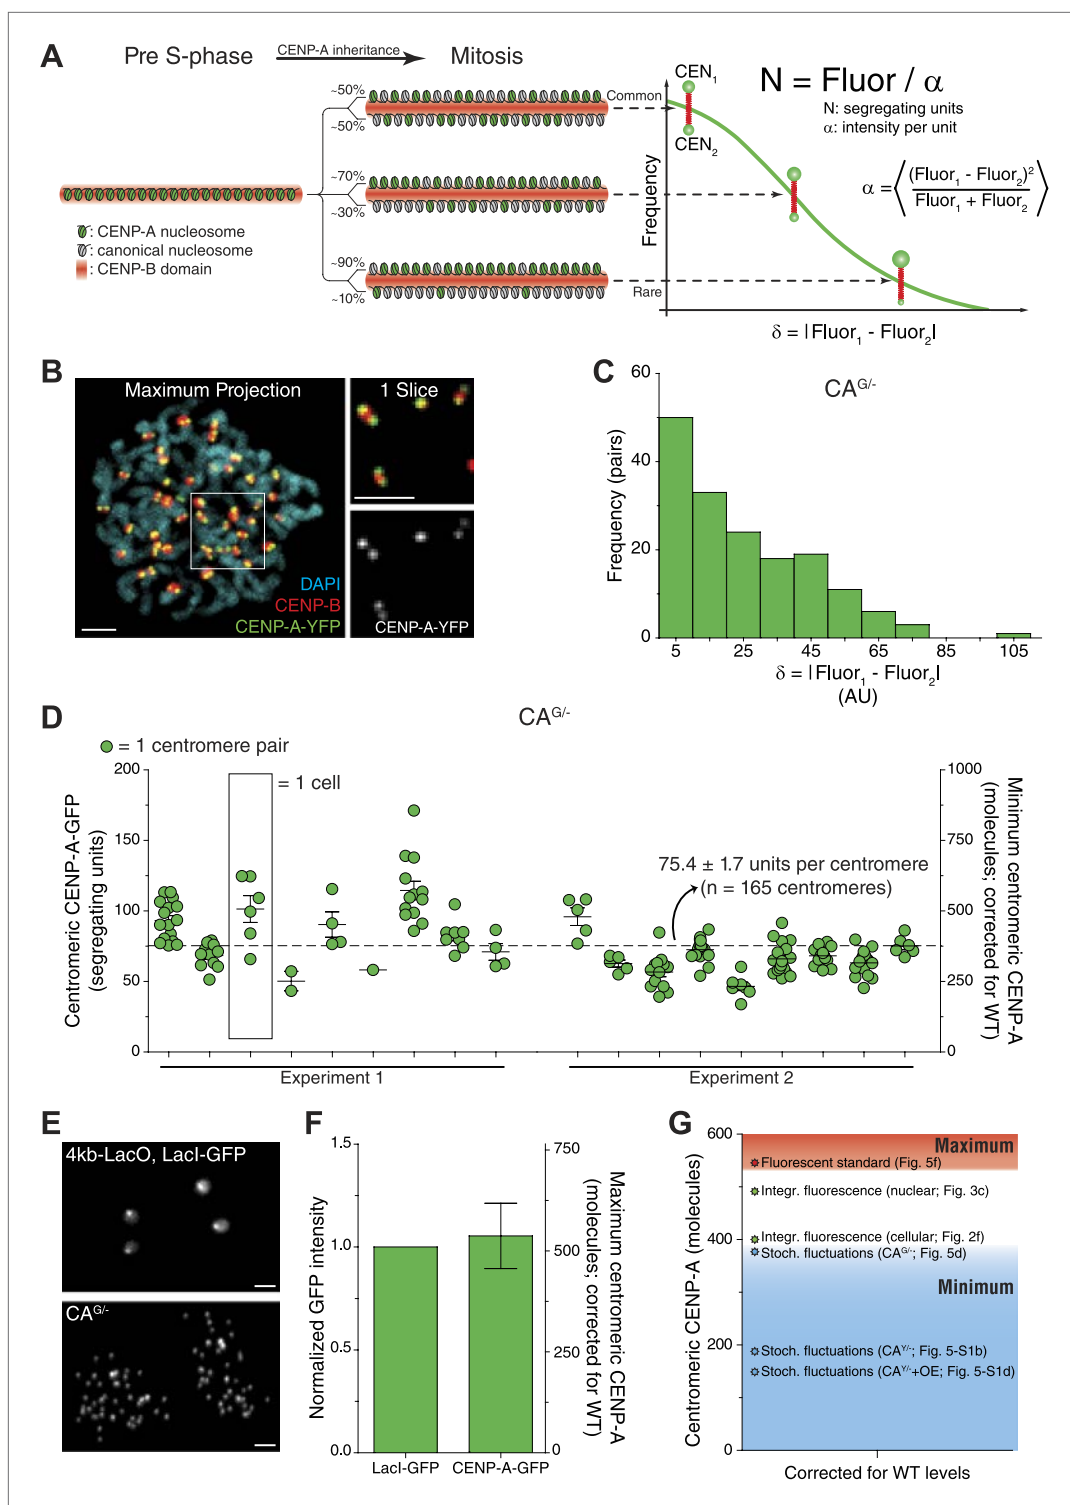 A
Pre S-phase
CENP-A inheritance
Mitosis
~50%
~50%
~70%
~30%
~90%
~10%
: CENP-A nucleosome
: canonical nucleosome
: CENP-B domain
Common
Rare
Frequency
CEN1
CEN2
N = Fluor / α
N: segregating units
α: intensity per unit
α = ⟨(Fluor1 - Fluor2)² / Fluor1 + Fluor2⟩
δ = |Fluor1 - Fluor2|
B
Maximum Projection
1 Slice
DAPI
CENP-B
CENP-A-YFP
CENP-A-YFP
C
CA^G/-
Frequency (pairs)
60
40
20
0
5
25
45
65
85
105
δ = |Fluor1 - Fluor2|
(AU)
D
CA^G/-
= 1 centromere pair
= 1 cell
Centromeric CENP-A-GFP
(segregating units)
200
150
100
50
0
75.4 ± 1.7 units per centromere
(n = 165 centromeres)
1000
750
500
250
0
Minimum centromeric CENP-A
(molecules; corrected for WT)
Experiment 1
Experiment 2
E
4kb-LacO, LacI-GFP
CA^G/-
F
Normalized GFP intensity
1.5
1.0
0.5
0.0
LacI-GFP
CENP-A-GFP
750
500
250
0
Maximum centromeric CENP-A
(molecules; corrected for WT)
G
Centromeric CENP-A (molecules)
600
400
200
0
Maximum
Fluorescent standard (Fig. 5f)
Integr. fluorescence (nuclear; Fig. 3c)
Integr. fluorescence (cellular; Fig. 2f)
Stoch. fluctuations (CA^G/-; Fig. 5d)
Minimum
Stoch. fluctuations (CA^Y/-; Fig. 5-S1b)
Stoch. fluctuations (CA^Y/-+OE; Fig. 5-S1d)
Corrected for WT levels